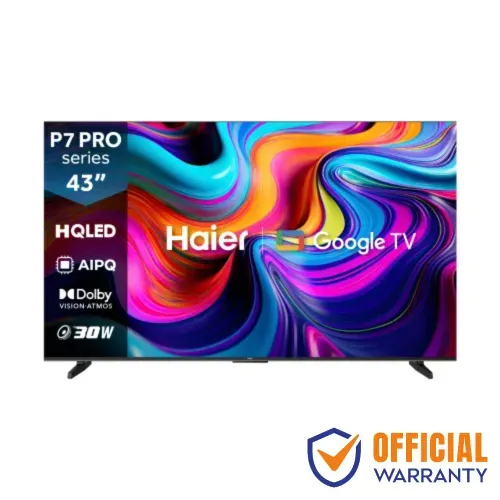 P7 PRO
series
43"
HQLED
AIPQ
Dolby
VISION·ATMOS
30W
Haier | Google TV
OFFICIAL
WARRANTY